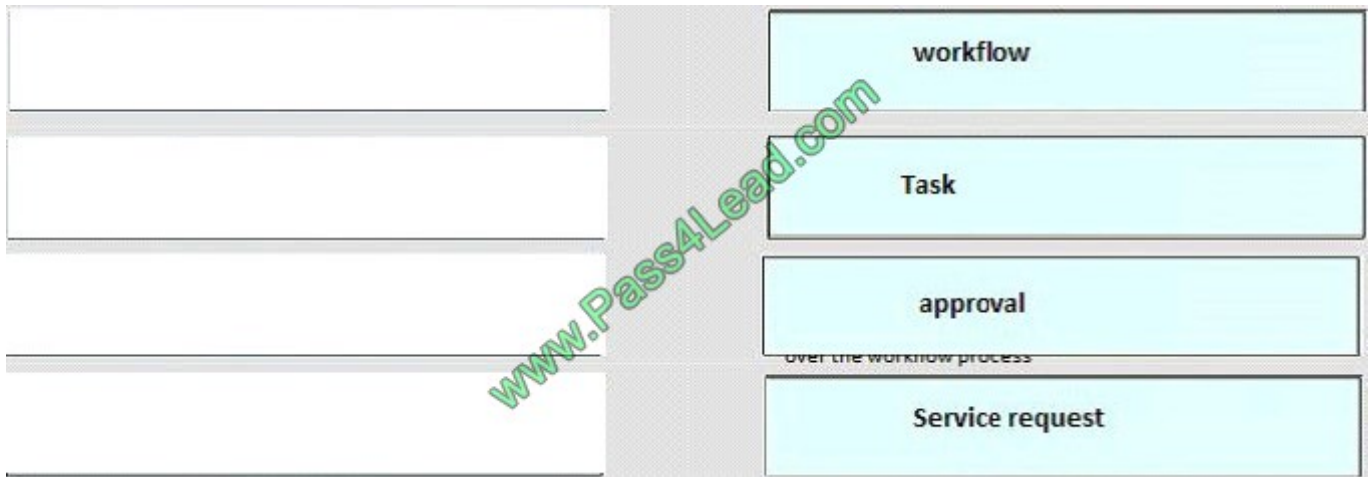 workflow
Task
approval
over the workflow process
Service request
www.Pass4Lead.com